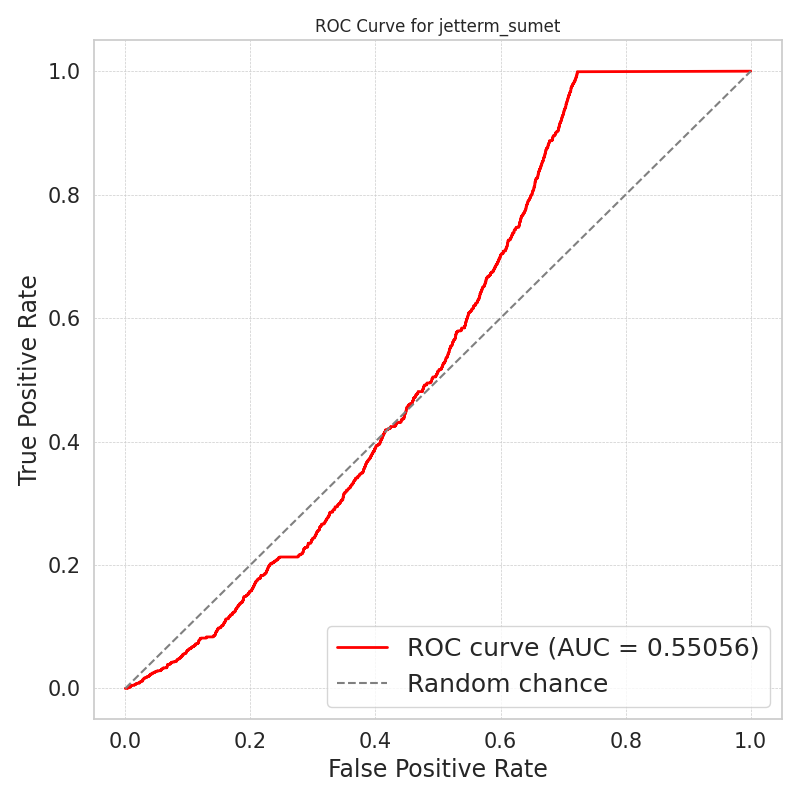 ROC Curve for jetterm_sumet
True Positive Rate
1.0
0.8
0.6
0.4
0.2
0.0
ROC curve (AUC = 0.55056)
Random chance
0.0 0.2 0.4 0.6 0.8 1.0
False Positive Rate